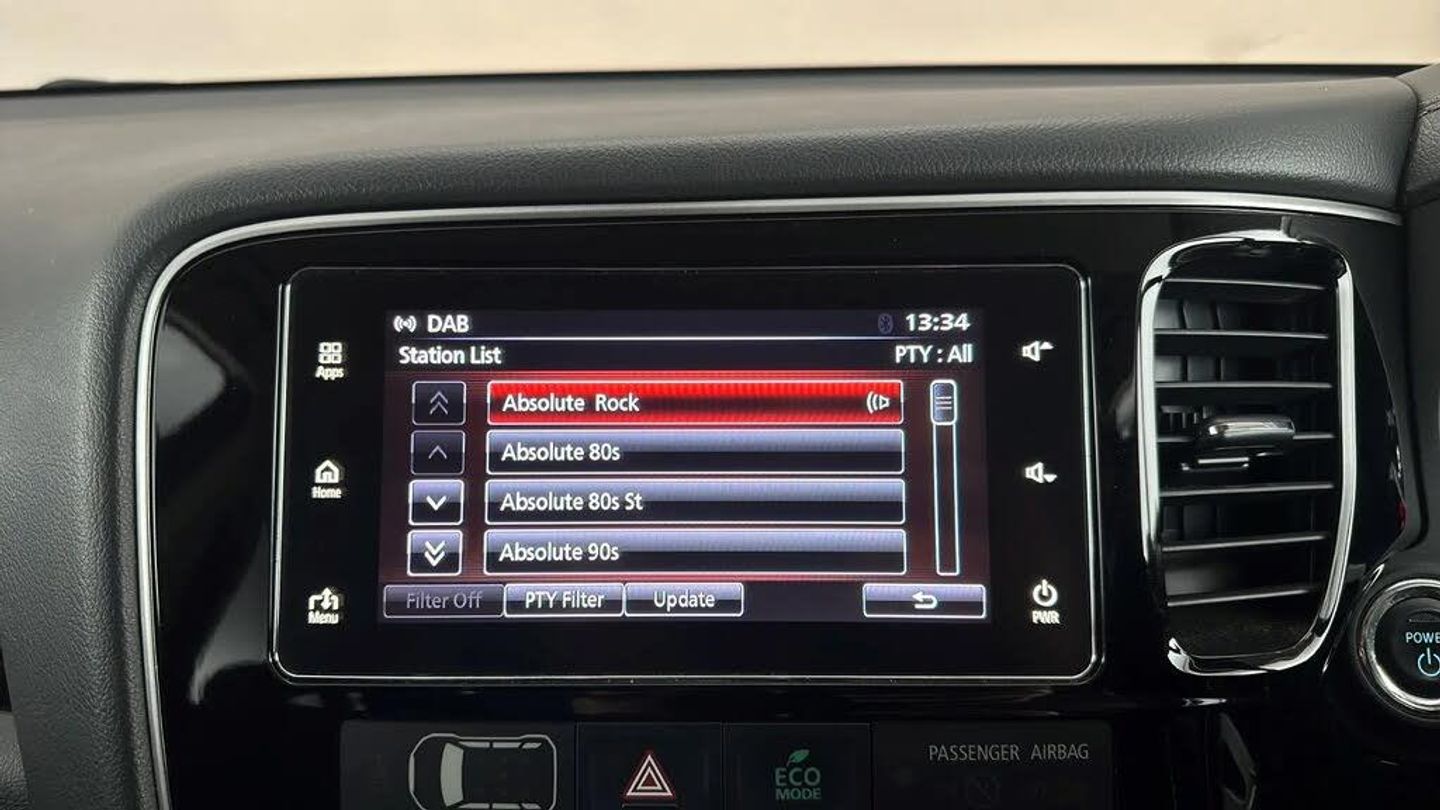 DAB 13:34
Station List PTY : All
Apps
Absolute Rock
Absolute 80s
Home
Absolute 80s St
Absolute 90s
Filter Off PTY Filter Update
Menu
PWR
POWE
ECO
MODE
PASSENGER AIRBAG